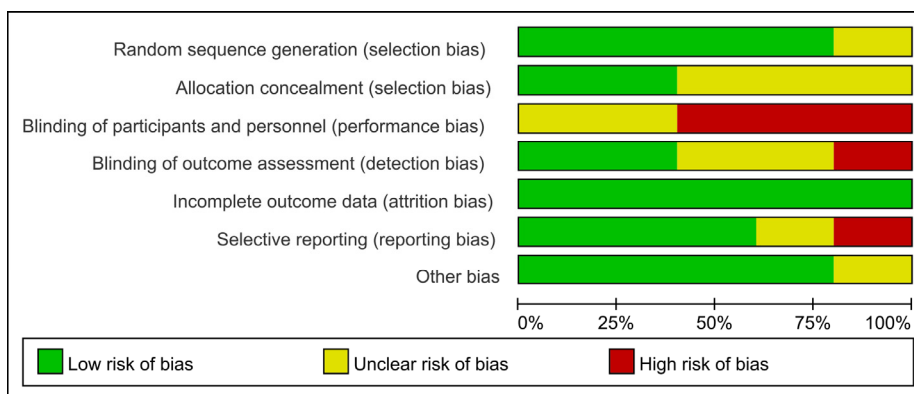 Random sequence generation (selection bias)
Allocation concealment (selection bias)
Blinding of participants and personnel (performance bias)
Blinding of outcome assessment (detection bias)
Incomplete outcome data (attrition bias)
Selective reporting (reporting bias)
Other bias
0% 25% 50% 75% 100%
Low risk of bias Unclear risk of bias High risk of bias